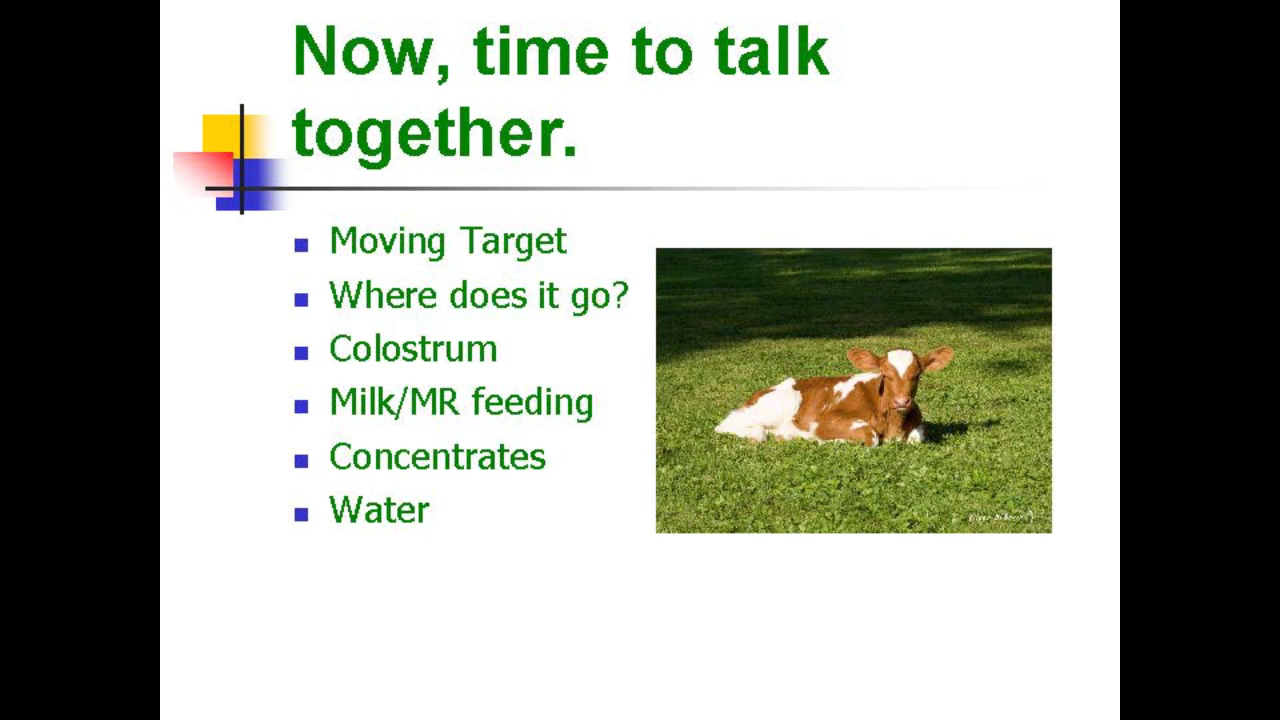 Now, time to talk
together.
Moving Target
Where does it go?
Colostrum
Milk/MR feeding
Concentrates
Water